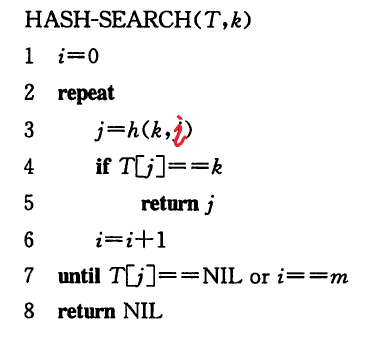 HASH-SEARCH(T,k)
1 i=0
2 repeat
3 j=h(k,i)
4 if T[j]==k
5 return j
6 i=i+1
7 until T[j]==NIL or i==m
8 return NIL